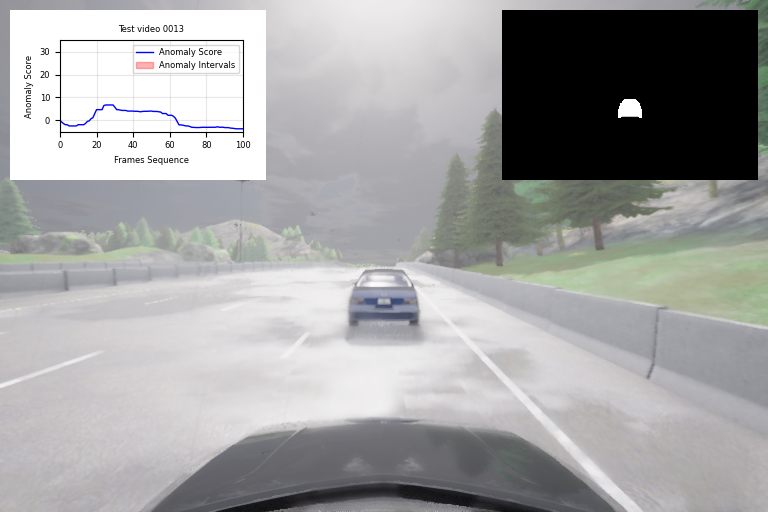 Test video 0013
Anomaly Score
30
20
10
0
Anomaly Score
Anomaly Intervals
0 20 40 60 80 100
Frames Sequence